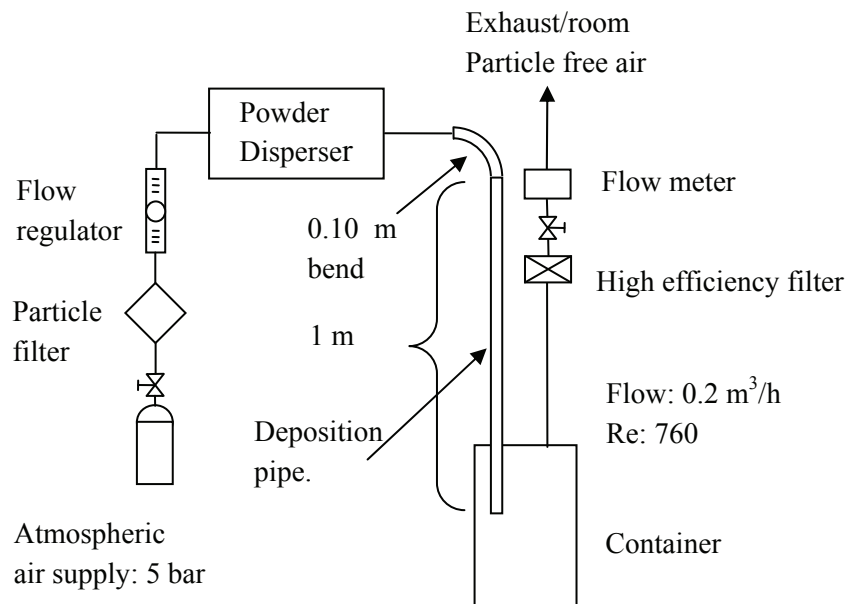 Exhaust/room
Particle free air
Powder
Disperser
Flow
regulator
Flow meter
0.10 m
bend
High efficiency filter
Particle
filter
1 m
Flow: 0.2 m³/h
Re: 760
Deposition
pipe.
Atmospheric
air supply: 5 bar
Container